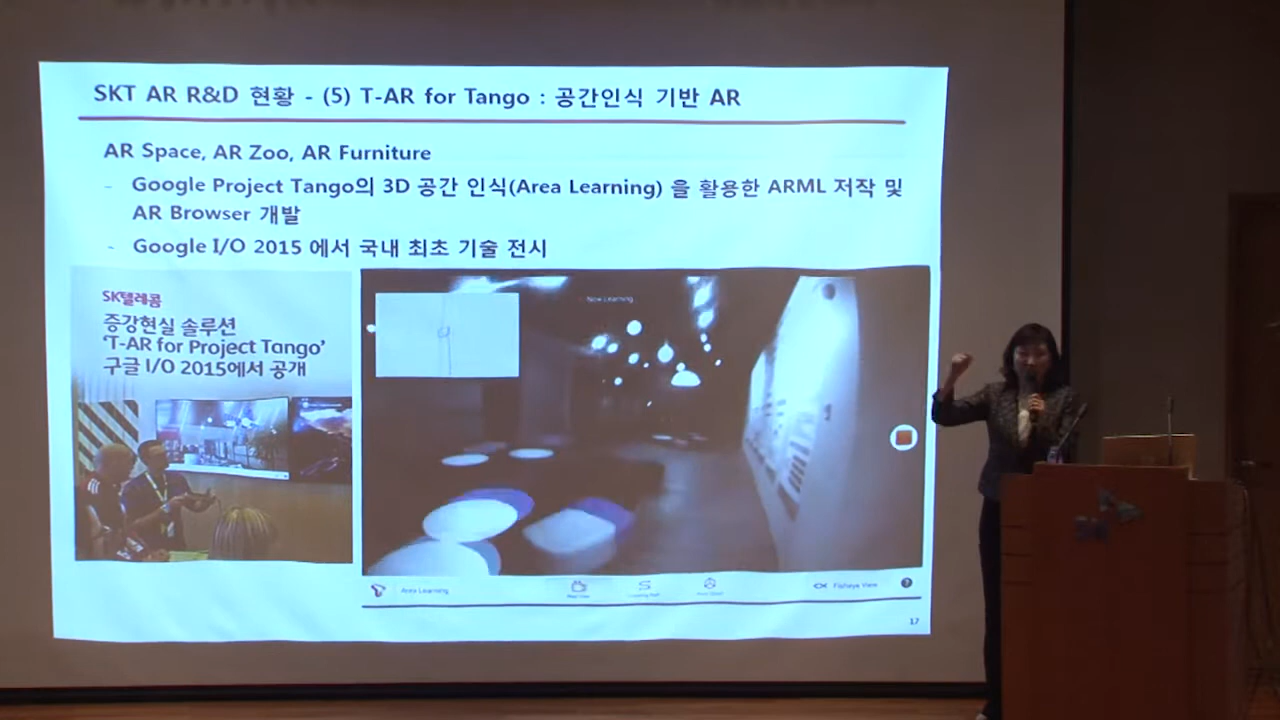 SKT AR R&D 현황 - (5) T-AR for Tango : 공간인식 기반 AR
AR Space, AR Zoo, AR Furniture
- Google Project Tango의 3D 공간 인식(Area Learning) 을 활용한 ARML 저작 및
AR Browser 개발
- Google I/O 2015 에서 국내 최초 기술 전시
SK텔레콤
증강현실 솔루션
'T-AR for Project Tango'
구글 I/O 2015에서 공개
Now Learning
Area Learning
Fisheye View
?
17